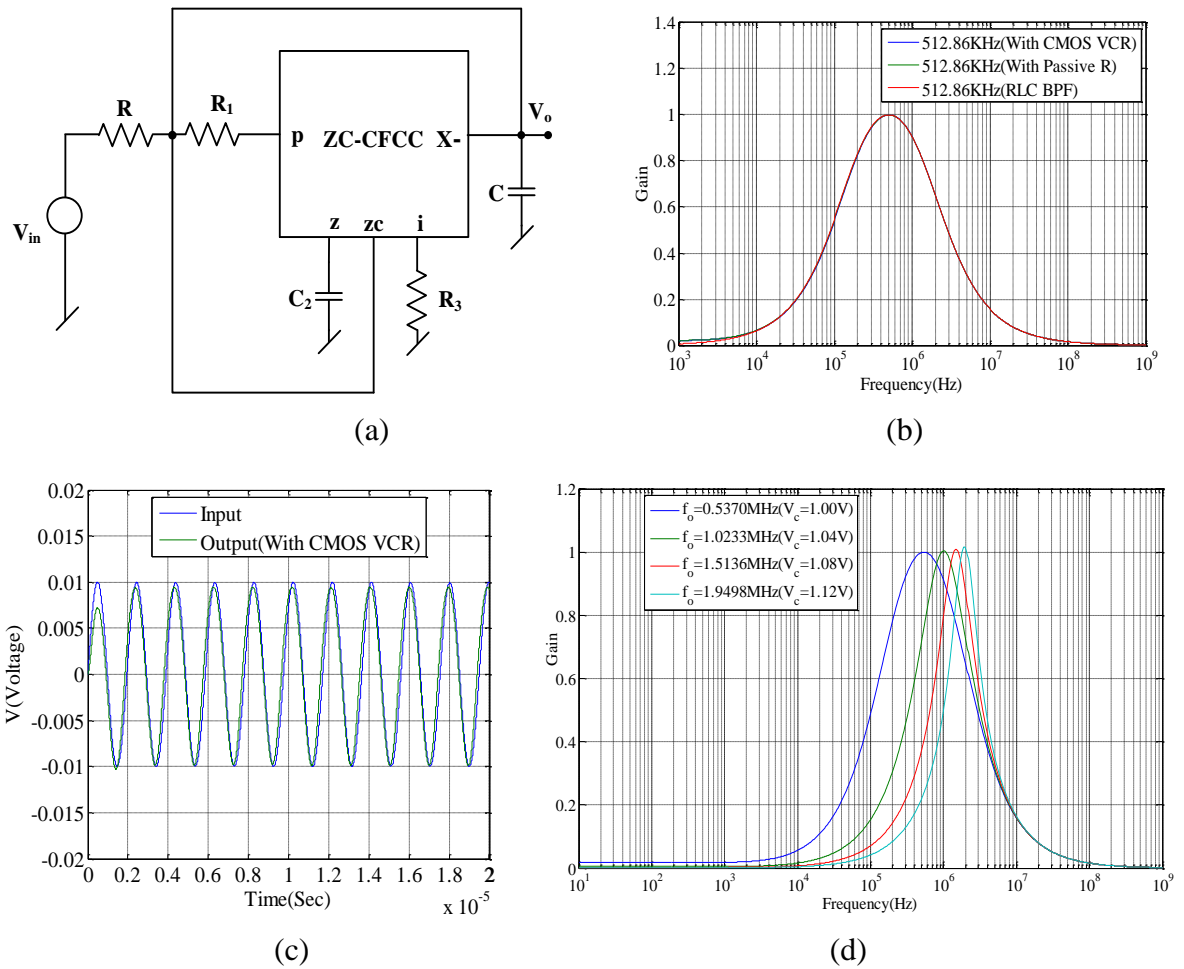 R
R1
Vin
p ZC-CFCC X-
z zc i
Vo
C
C2
R3
(a)
1.4
1.2
1
0.8
0.6
0.4
0.2
0
Gain
512.86KHz(With CMOS VCR)
512.86KHz(With Passive R)
512.86KHz(RLC BPF)
10^3 10^4 10^5 10^6 10^7 10^8 10^9
Frequency(Hz)
(b)
0.02
0.015
0.01
0.005
0
-0.005
-0.01
-0.015
-0.02
V(Voltage)
Input
Output(With CMOS VCR)
0 0.2 0.4 0.6 0.8 1 1.2 1.4 1.6 1.8 2
Time(Sec)
x 10^-5
(c)
1.2
1
0.8
0.6
0.4
0.2
0
Gain
fo=0.5370MHz(Vc=1.00V)
fo=1.0233MHz(Vc=1.04V)
fo=1.5136MHz(Vc=1.08V)
fo=1.9498MHz(Vc=1.12V)
10^1 10^2 10^3 10^4 10^5 10^6 10^7 10^8 10^9
Frequency(Hz)
(d)